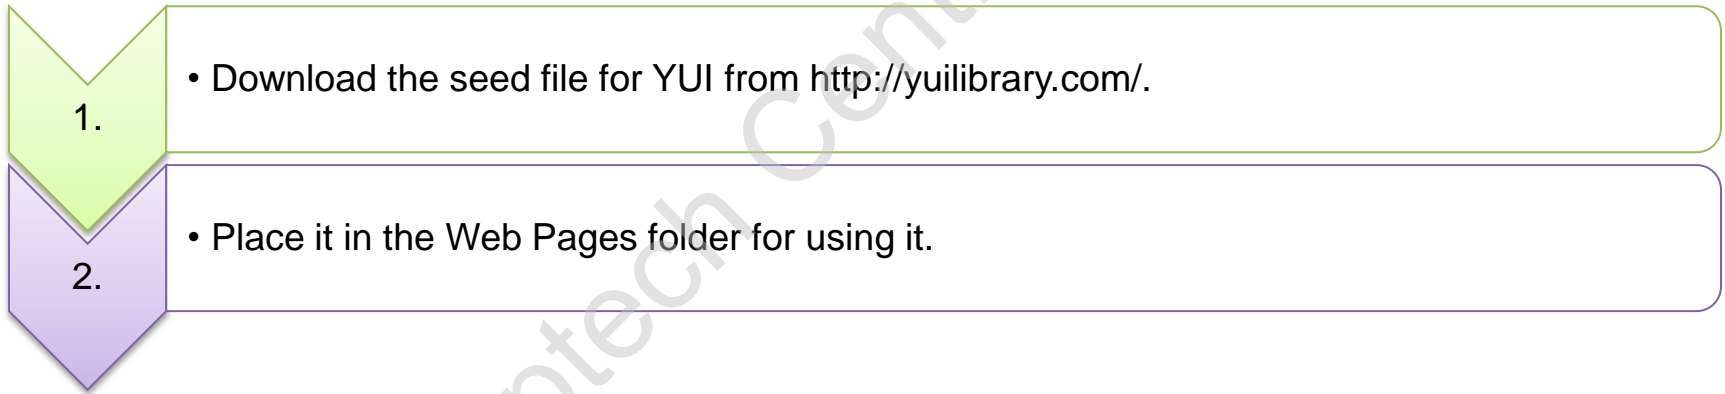 1.
• Download the seed file for YUI from http://yuilibrary.com/.
2.
• Place it in the Web Pages folder for using it.